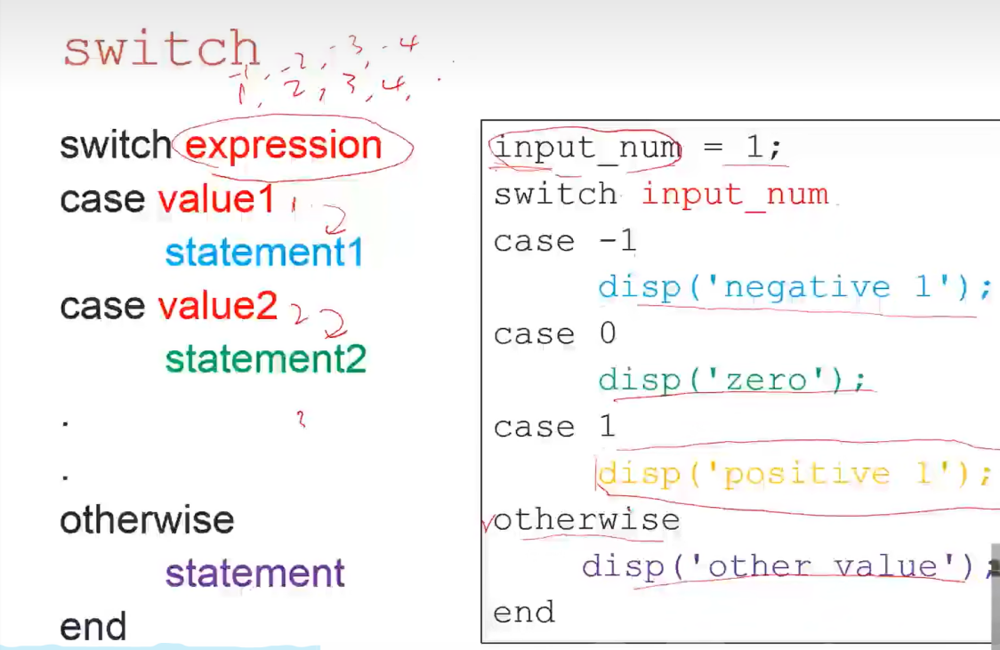 switch
-1, -2, -3, -4
1, 2, 3, 4,
switch expression
case value1 1
statement1
case value2 2
statement2
.
3
.
otherwise
statement
end
input_num = 1;
switch input_num
case -1
disp('negative 1');
case 0
disp('zero');
case 1
disp('positive 1');
otherwise
disp('other value');
end